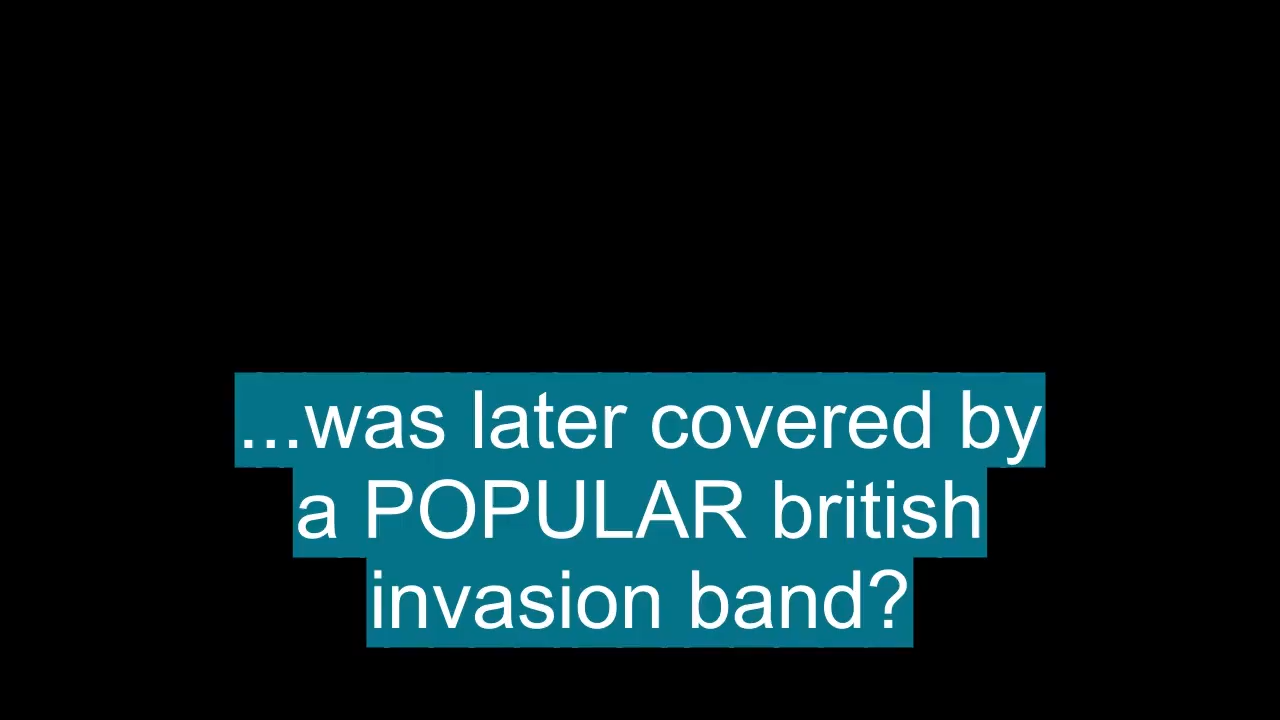 ...was later covered by
a POPULAR british
invasion band?